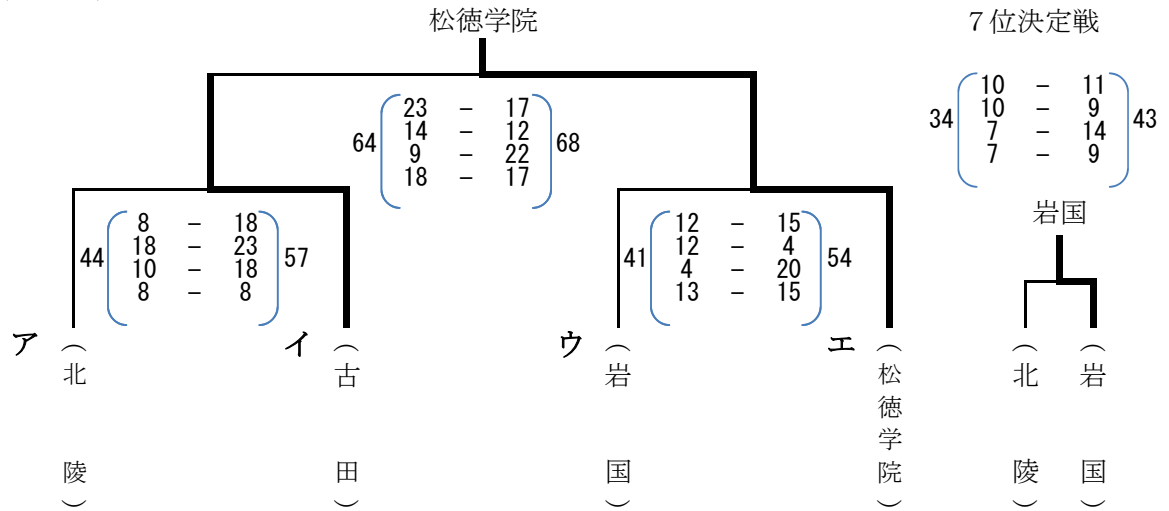 松徳学院 7位決定戦
64 23 - 17 68
14 - 12
9 - 22
18 - 17
34 10 - 11 43
10 - 9
7 - 14
7 - 9
岩国
44 8 - 18 57
18 - 23
10 - 18
8 - 8
41 12 - 15 54
12 - 4
4 - 20
13 - 15
ア (北陵)
イ (古田)
ウ (岩国)
エ (松徳学院)
(北陵)
(岩国)